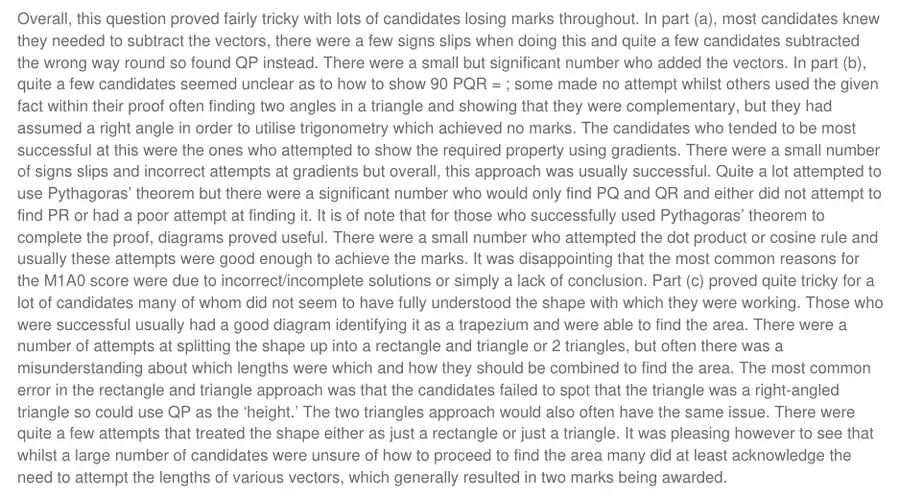 Overall, this question proved fairly tricky with lots of candidates losing marks throughout. In part (a), most candidates knew
they needed to subtract the vectors, there were a few signs slips when doing this and quite a few candidates subtracted
the wrong way round so found QP instead. There were a small but significant number who added the vectors. In part (b),
quite a few candidates seemed unclear as to how to show 90 PQR = ; some made no attempt whilst others used the given
fact within their proof often finding two angles in a triangle and showing that they were complementary, but they had
assumed a right angle in order to utilise trigonometry which achieved no marks. The candidates who tended to be most
successful at this were the ones who attempted to show the required property using gradients. There were a small number
of signs slips and incorrect attempts at gradients but overall, this approach was usually successful. Quite a lot attempted to
use Pythagoras’ theorem but there were a significant number who would only find PQ and QR and either did not attempt to
find PR or had a poor attempt at finding it. It is of note that for those who successfully used Pythagoras’ theorem to
complete the proof, diagrams proved useful. There were a small number who attempted the dot product or cosine rule and
usually these attempts were good enough to achieve the marks. It was disappointing that the most common reasons for
the M1A0 score were due to incorrect/incomplete solutions or simply a lack of conclusion. Part (c) proved quite tricky for a
lot of candidates many of whom did not seem to have fully understood the shape with which they were working. Those who
were successful usually had a good diagram identifying it as a trapezium and were able to find the area. There were a
number of attempts at splitting the shape up into a rectangle and triangle or 2 triangles, but often there was a
misunderstanding about which lengths were which and how they should be combined to find the area. The most common
error in the rectangle and triangle approach was that the candidates failed to spot that the triangle was a right-angled
triangle so could use QP as the ‘height.’ The two triangles approach would also often have the same issue. There were
quite a few attempts that treated the shape either as just a rectangle or just a triangle. It was pleasing however to see that
whilst a large number of candidates were unsure of how to proceed to find the area many did at least acknowledge the
need to attempt the lengths of various vectors, which generally resulted in two marks being awarded.